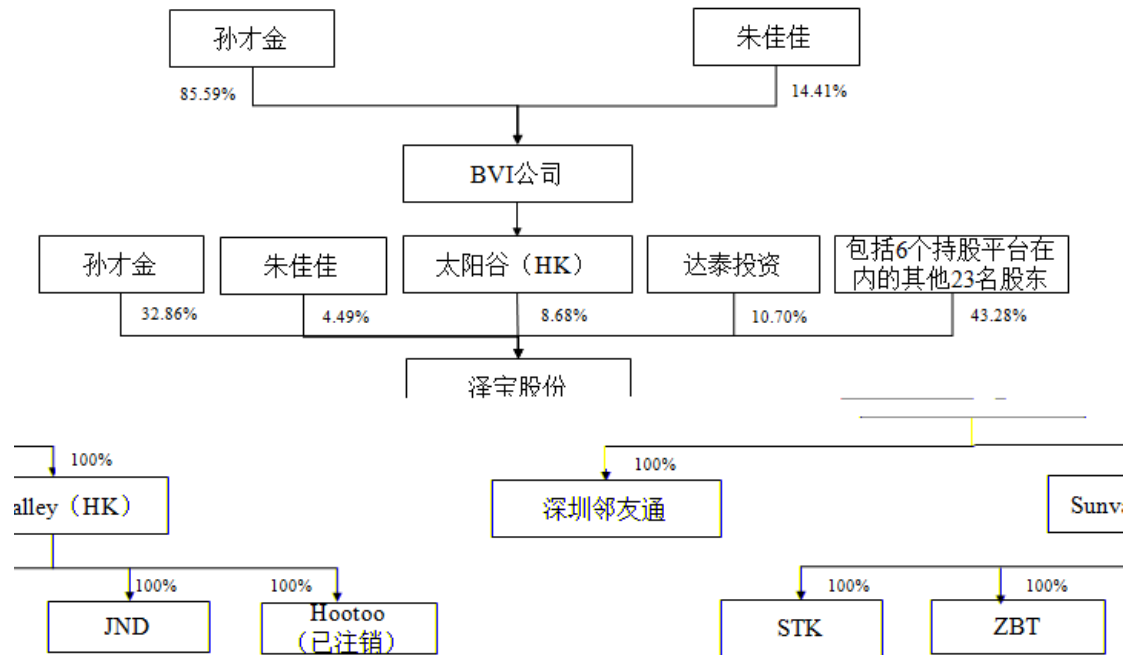 孙才金
朱佳佳
85.59%
14.41%
BVI公司
孙才金
朱佳佳
太阳谷（HK）
达泰投资
包括6个持股平台在
内的其他23名股东
32.86%
4.49%
8.68%
10.70%
43.28%
泽宝股份
100%
100%
alley（HK）
深圳邻友通
Sunva
100%
100%
100%
100%
JND
Hootoo
（已注销）
STK
ZBT